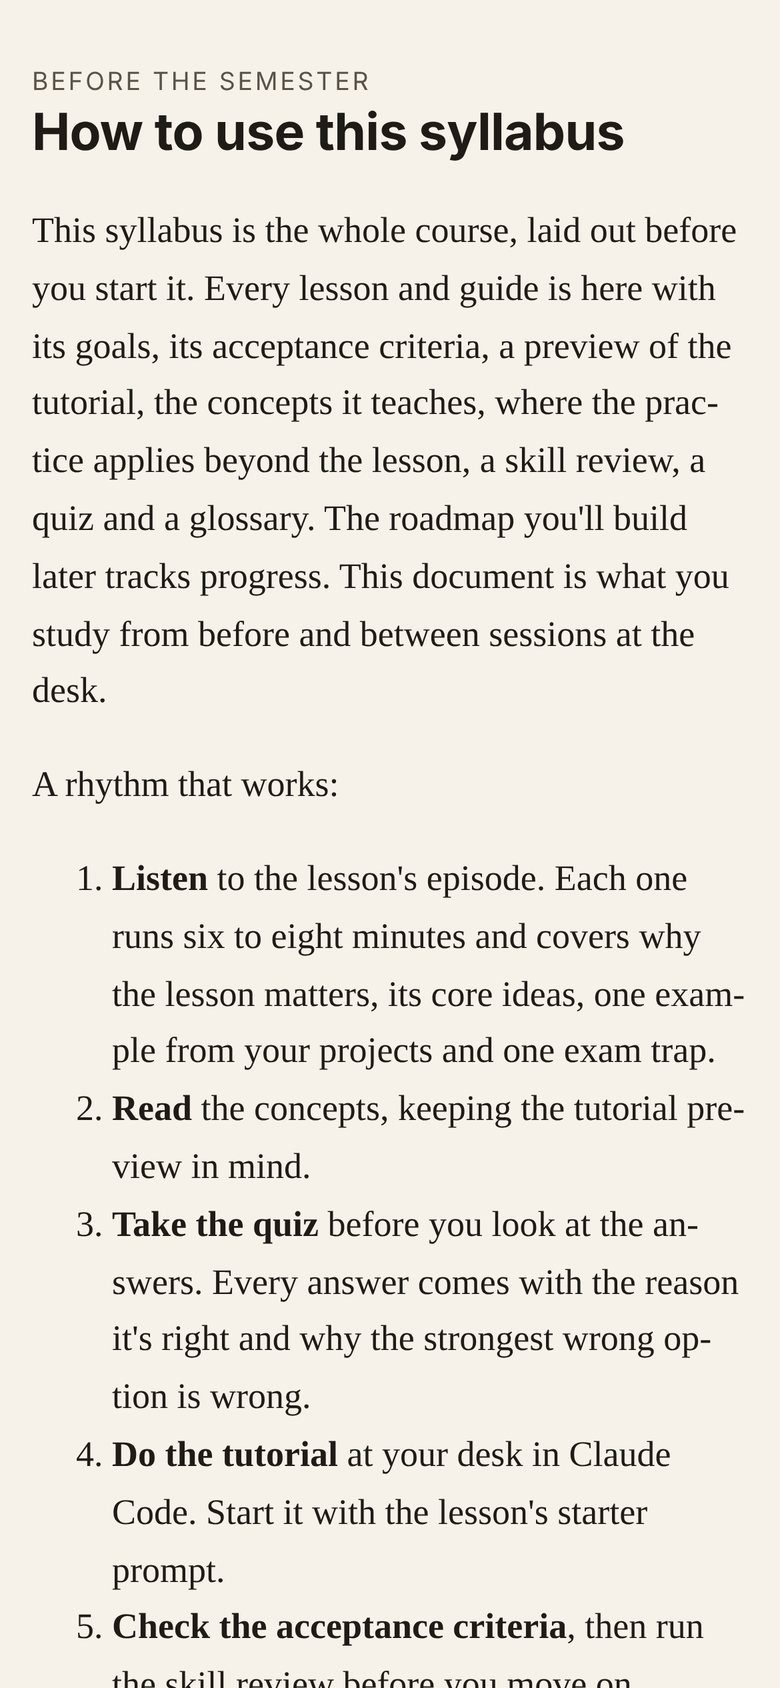 BEFORE THE SEMESTER
How to use this syllabus
This syllabus is the whole course, laid out before
you start it. Every lesson and guide is here with
its goals, its acceptance criteria, a preview of the
tutorial, the concepts it teaches, where the prac-
tice applies beyond the lesson, a skill review, a
quiz and a glossary. The roadmap you'll build
later tracks progress. This document is what you
study from before and between sessions at the
desk.
A rhythm that works:
1. Listen to the lesson's episode. Each one
runs six to eight minutes and covers why
the lesson matters, its core ideas, one exam-
ple from your projects and one exam trap.
2. Read the concepts, keeping the tutorial pre-
view in mind.
3. Take the quiz before you look at the an-
swers. Every answer comes with the reason
it's right and why the strongest wrong op-
tion is wrong.
4. Do the tutorial at your desk in Claude
Code. Start it with the lesson's starter
prompt.
5. Check the acceptance criteria, then run
the skill review before you move on